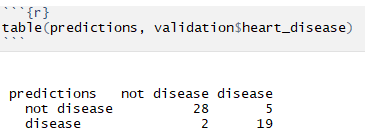 ```{r}
table(predictions, validation$heart_disease)
```
predictions   not disease disease
  not disease          28       5
  disease               2      19